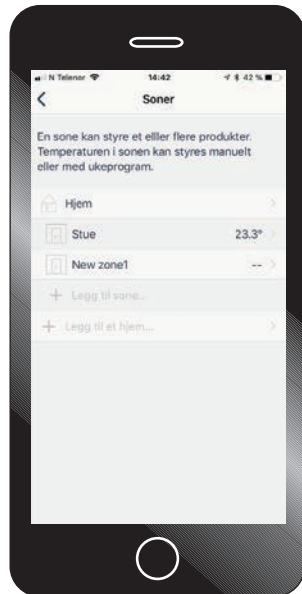 N Telenor 14:42 42 %
Soner
En sone kan styre et elller flere produkter.
Temperaturen i sonen kan styres manuelt
eller med ukeprogram.
Hjem
Stue 23.3°
New zone1 --
+ Legg til sone...
+ Legg til et hjem...